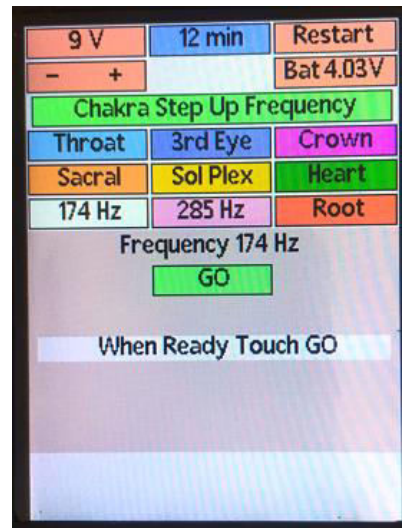 9 V 12 min Restart
- + Bat 4.03V
Chakra Step Up Frequency
Throat 3rd Eye Crown
Sacral Sol Plex Heart
174 Hz 285 Hz Root
Frequency 174 Hz
GO
When Ready Touch GO